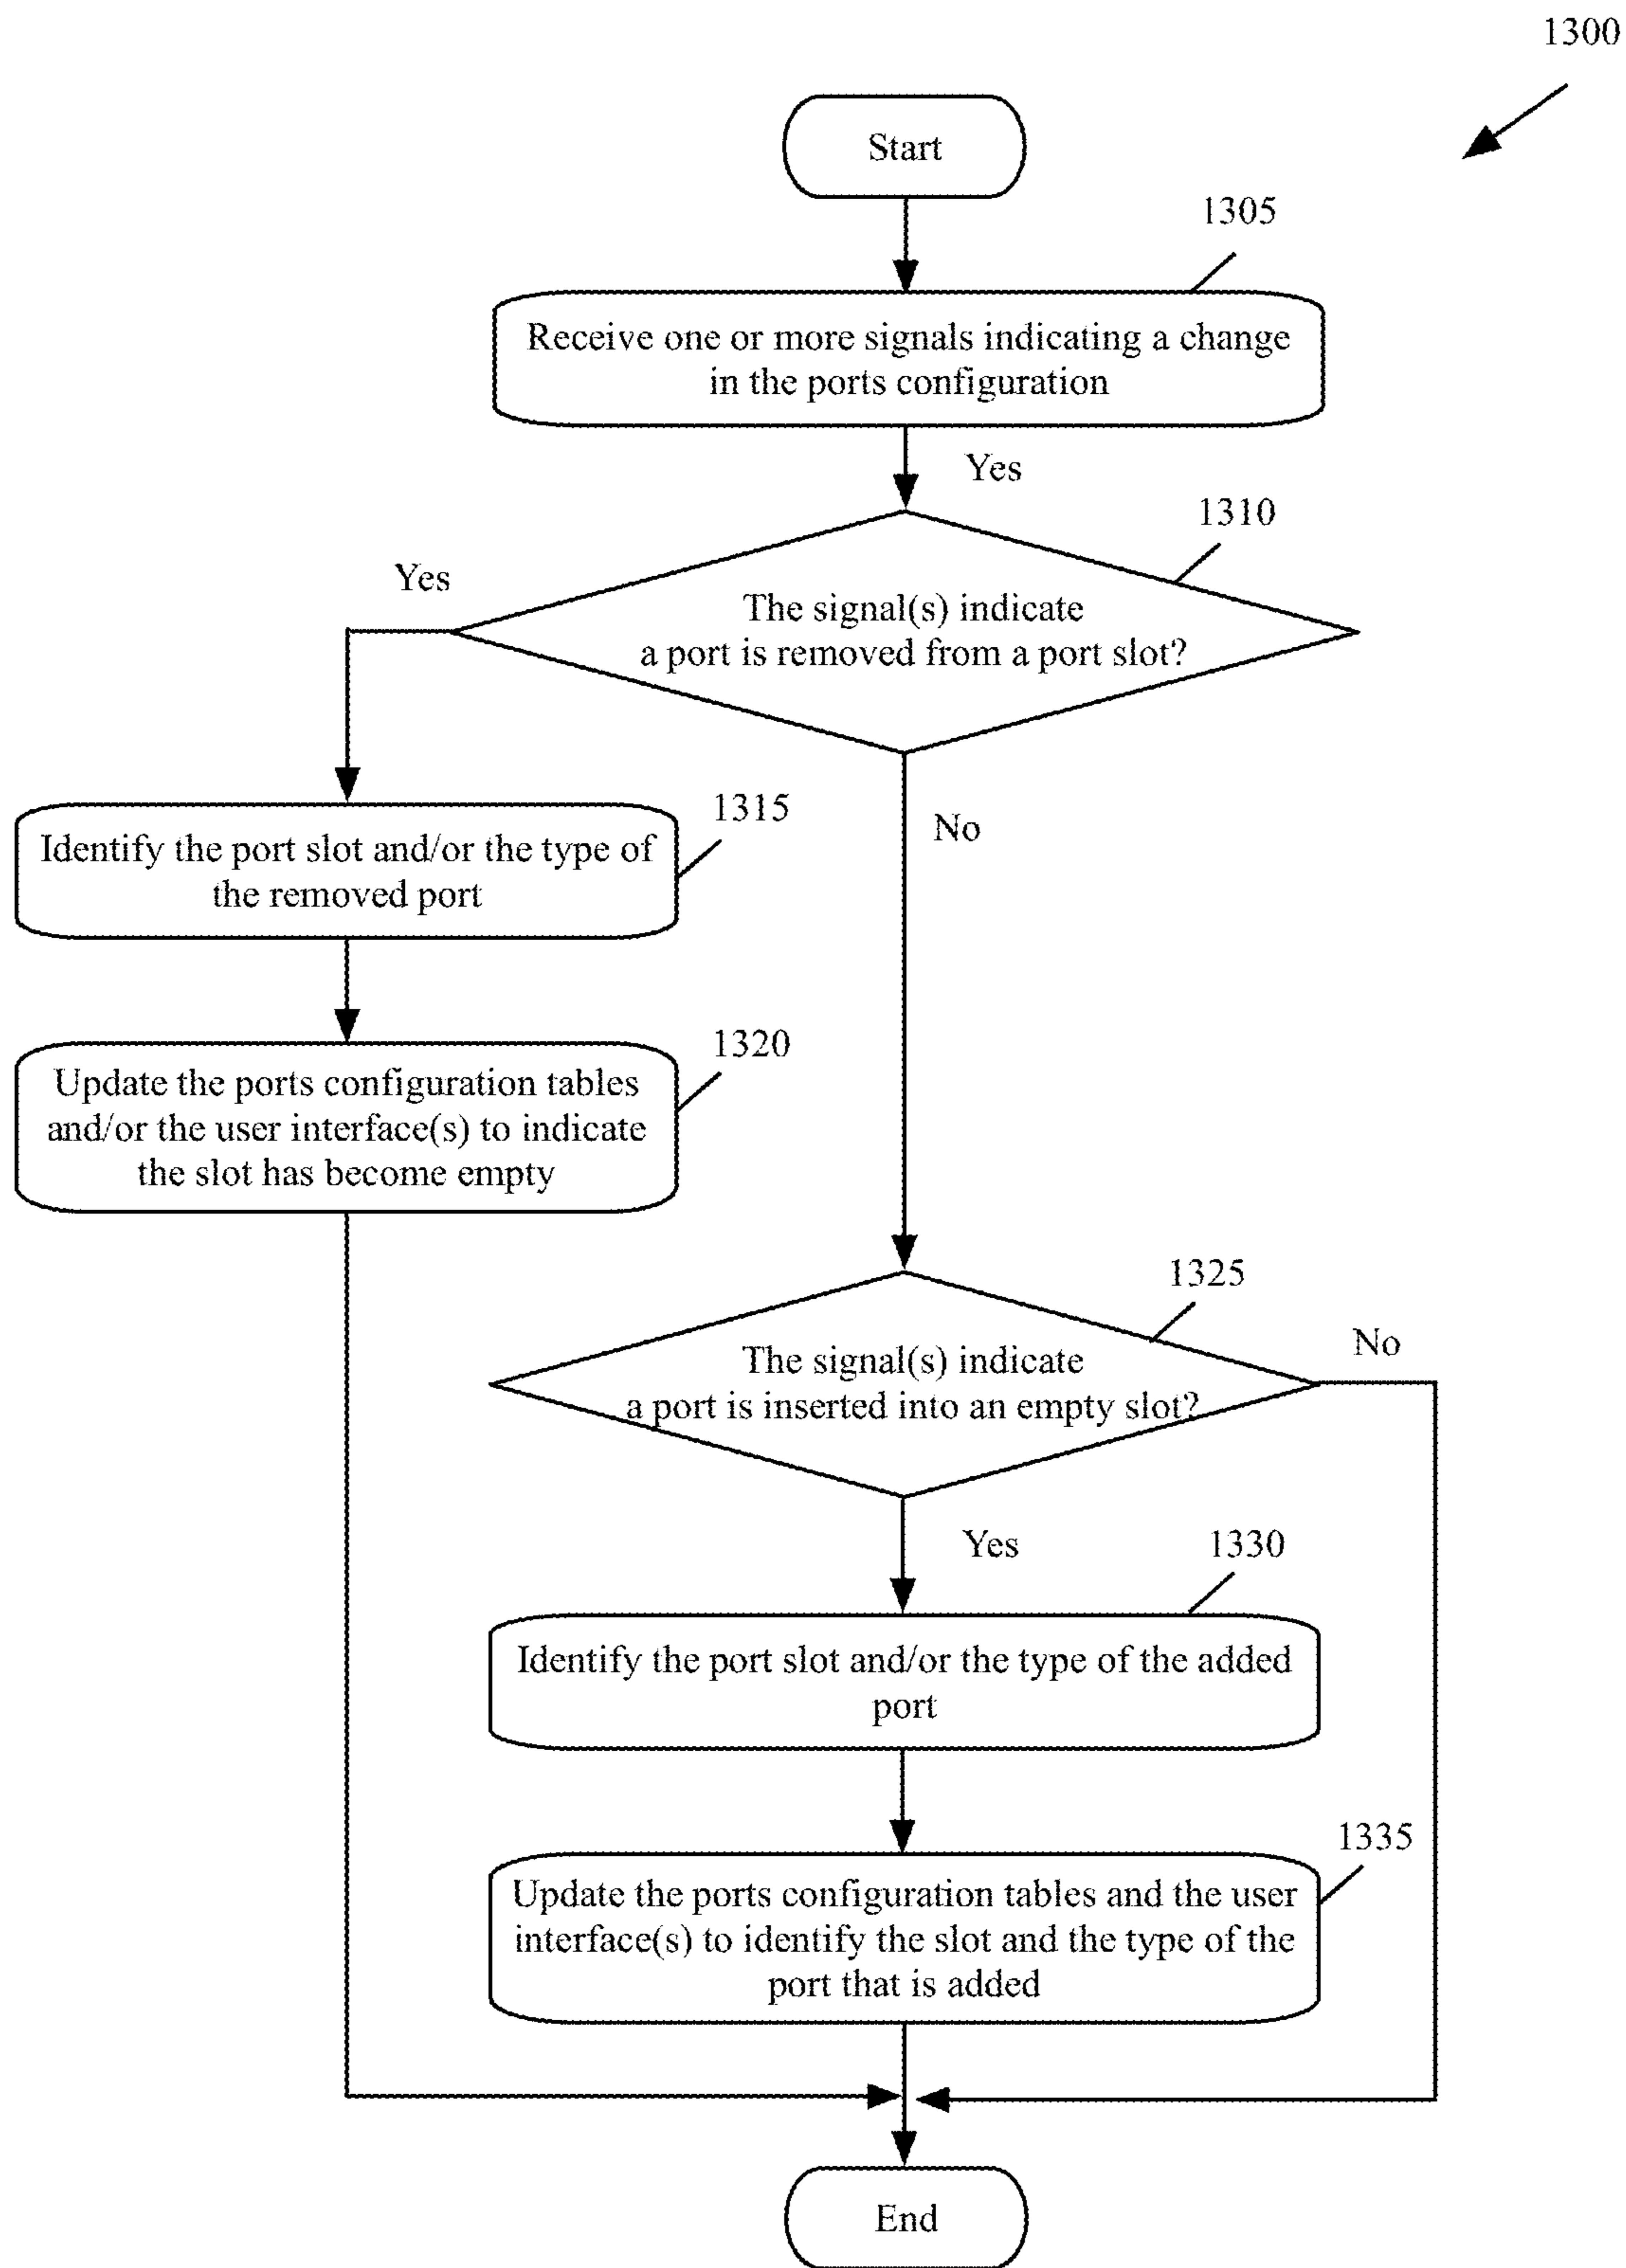 1300
Start
1305
Receive one or more signals indicating a change
in the ports configuration
Yes
1310
Yes
The signal(s) indicate
a port is removed from a port slot?
1315
No
Identify the port slot and/or the type of
the removed port
1320
Update the ports configuration tables
and/or the user interface(s) to indicate
the slot has become empty
1325
No
The signal(s) indicate
a port is inserted into an empty slot?
Yes
1330
Identify the port slot and/or the type of the added
port
1335
Update the ports configuration tables and the user
interface(s) to identify the slot and the type of the
port that is added
End